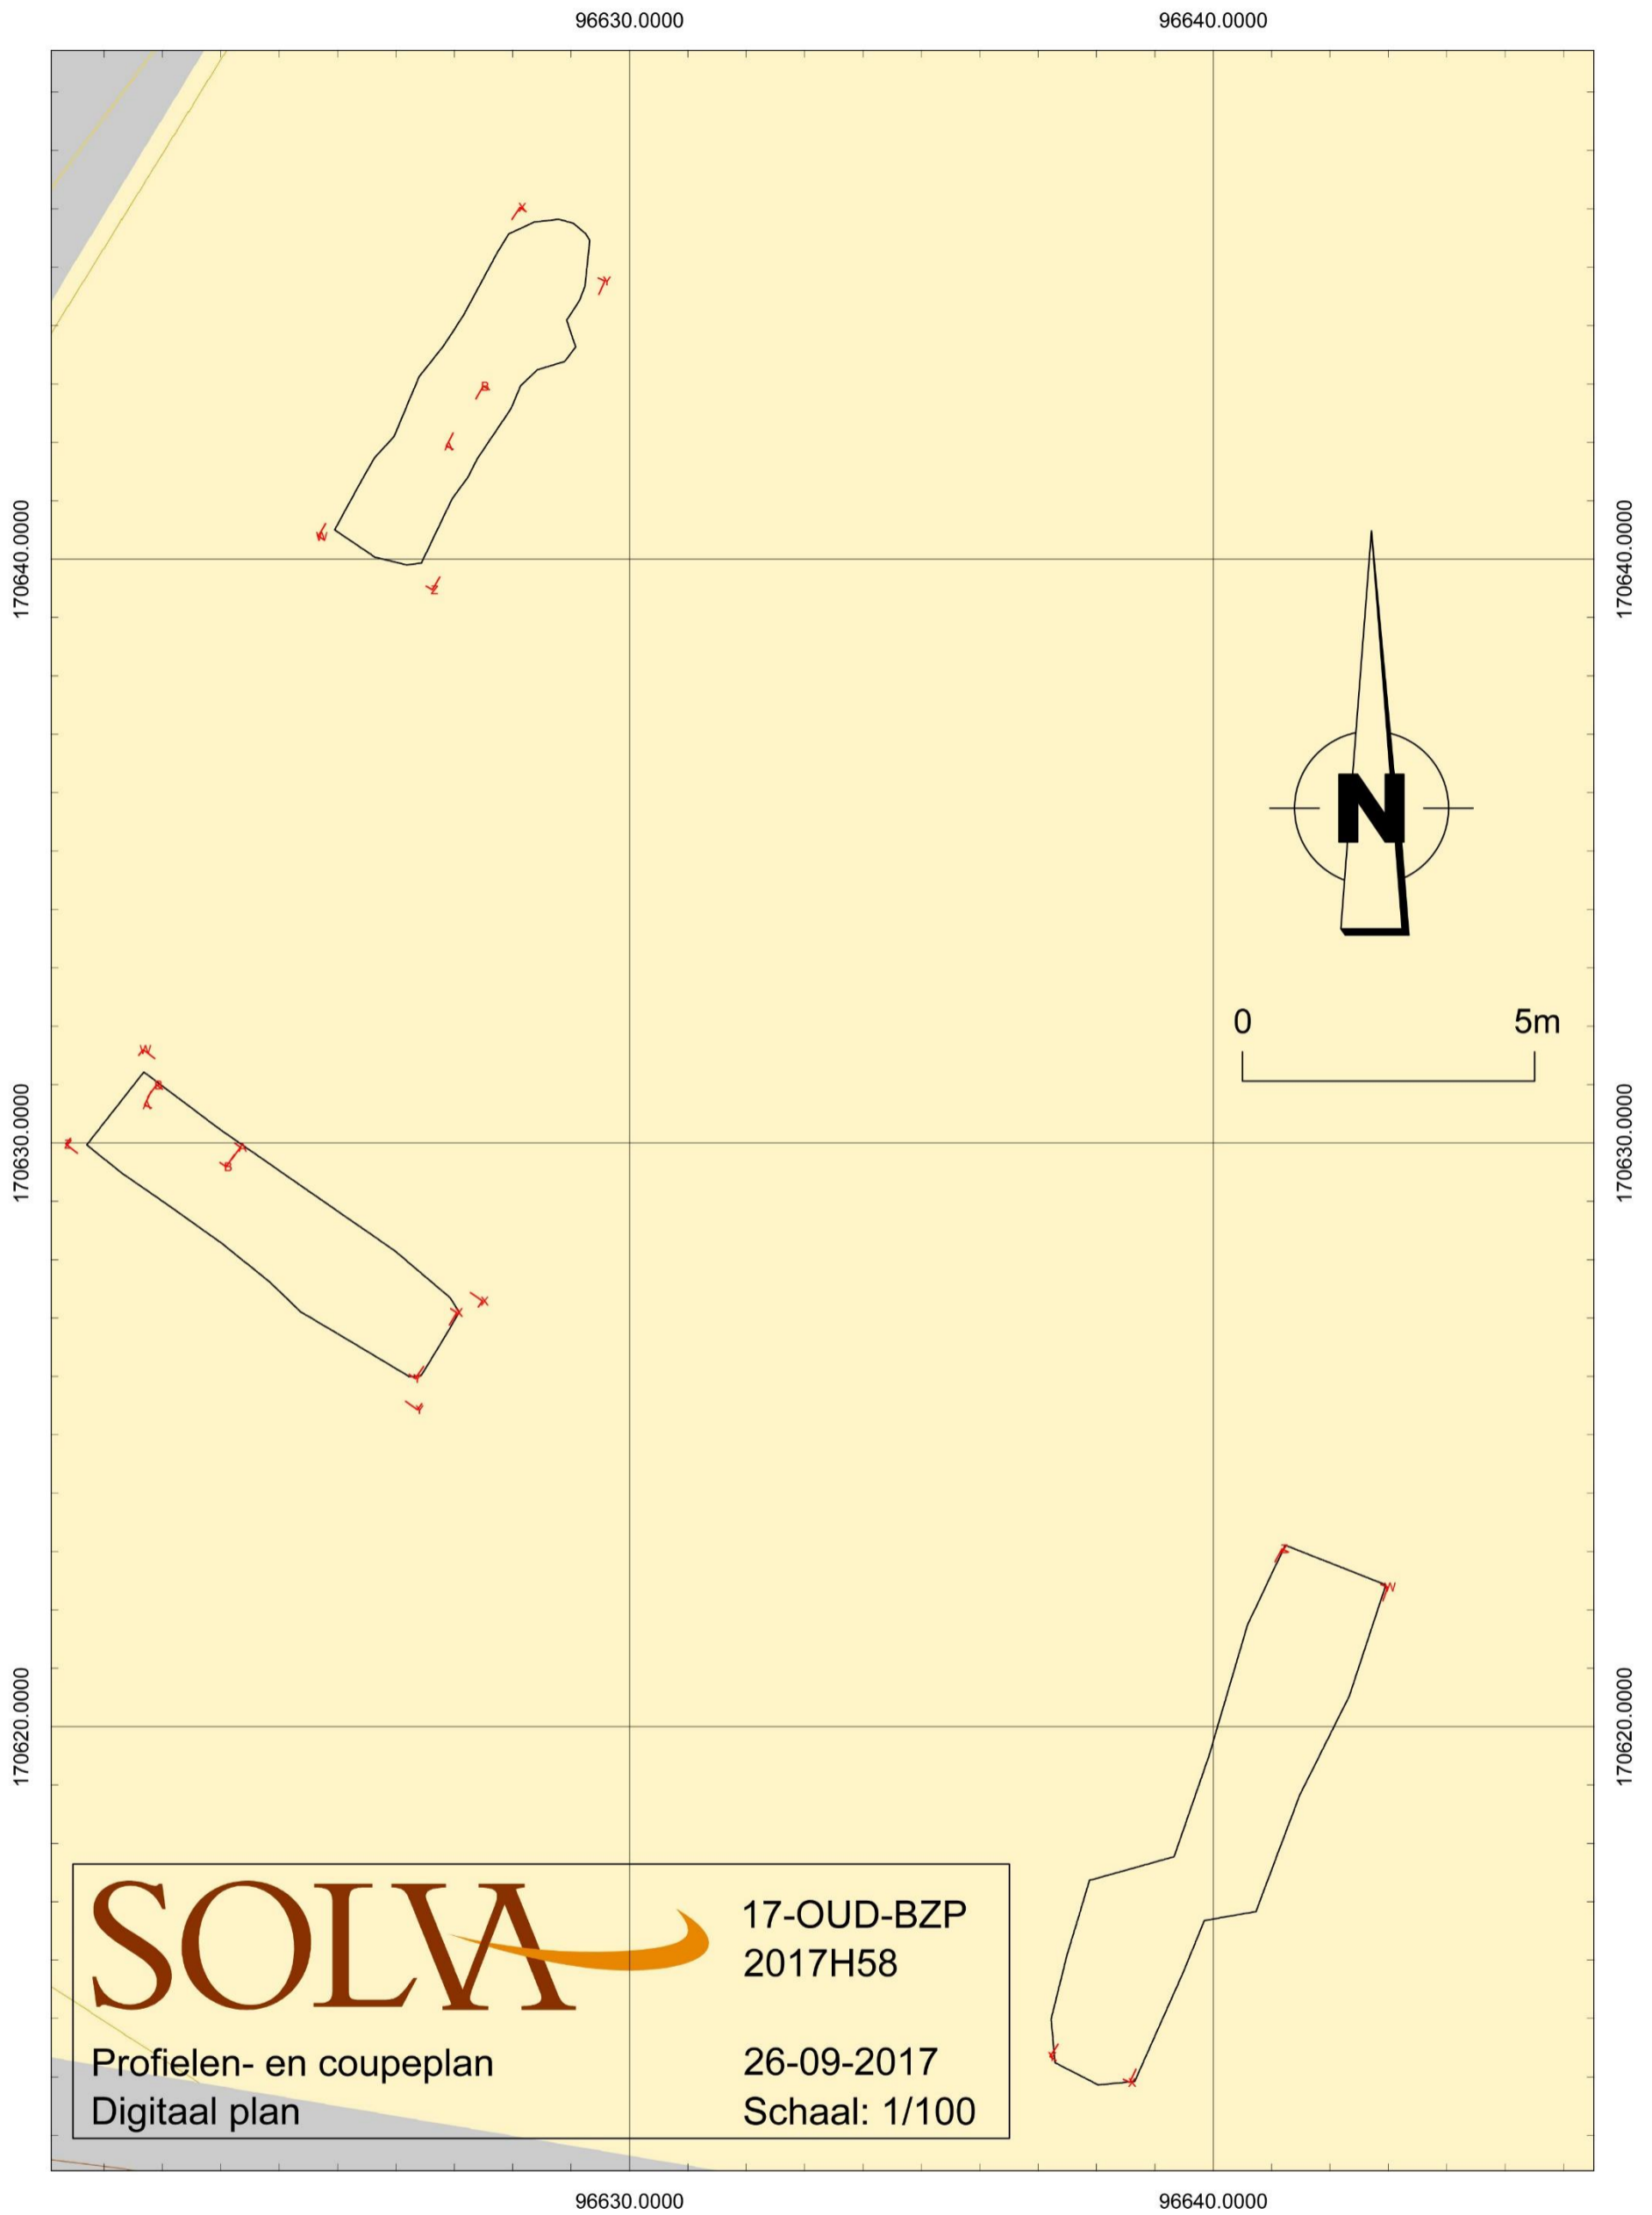 96630.0000 96640.0000
X
Y
B
A
W
Z
170640.0000 170640.0000
N
0 5m
W
B
A
Z
A
B
170630.0000 170630.0000
X
X
Y
Y
Z
W
170620.0000 170620.0000
SOLVA
17-OUD-BZP
2017H58
Profielen- en coupeplan 26-09-2017
Digitaal plan Schaal: 1/100
Y
X
96630.0000 96640.0000